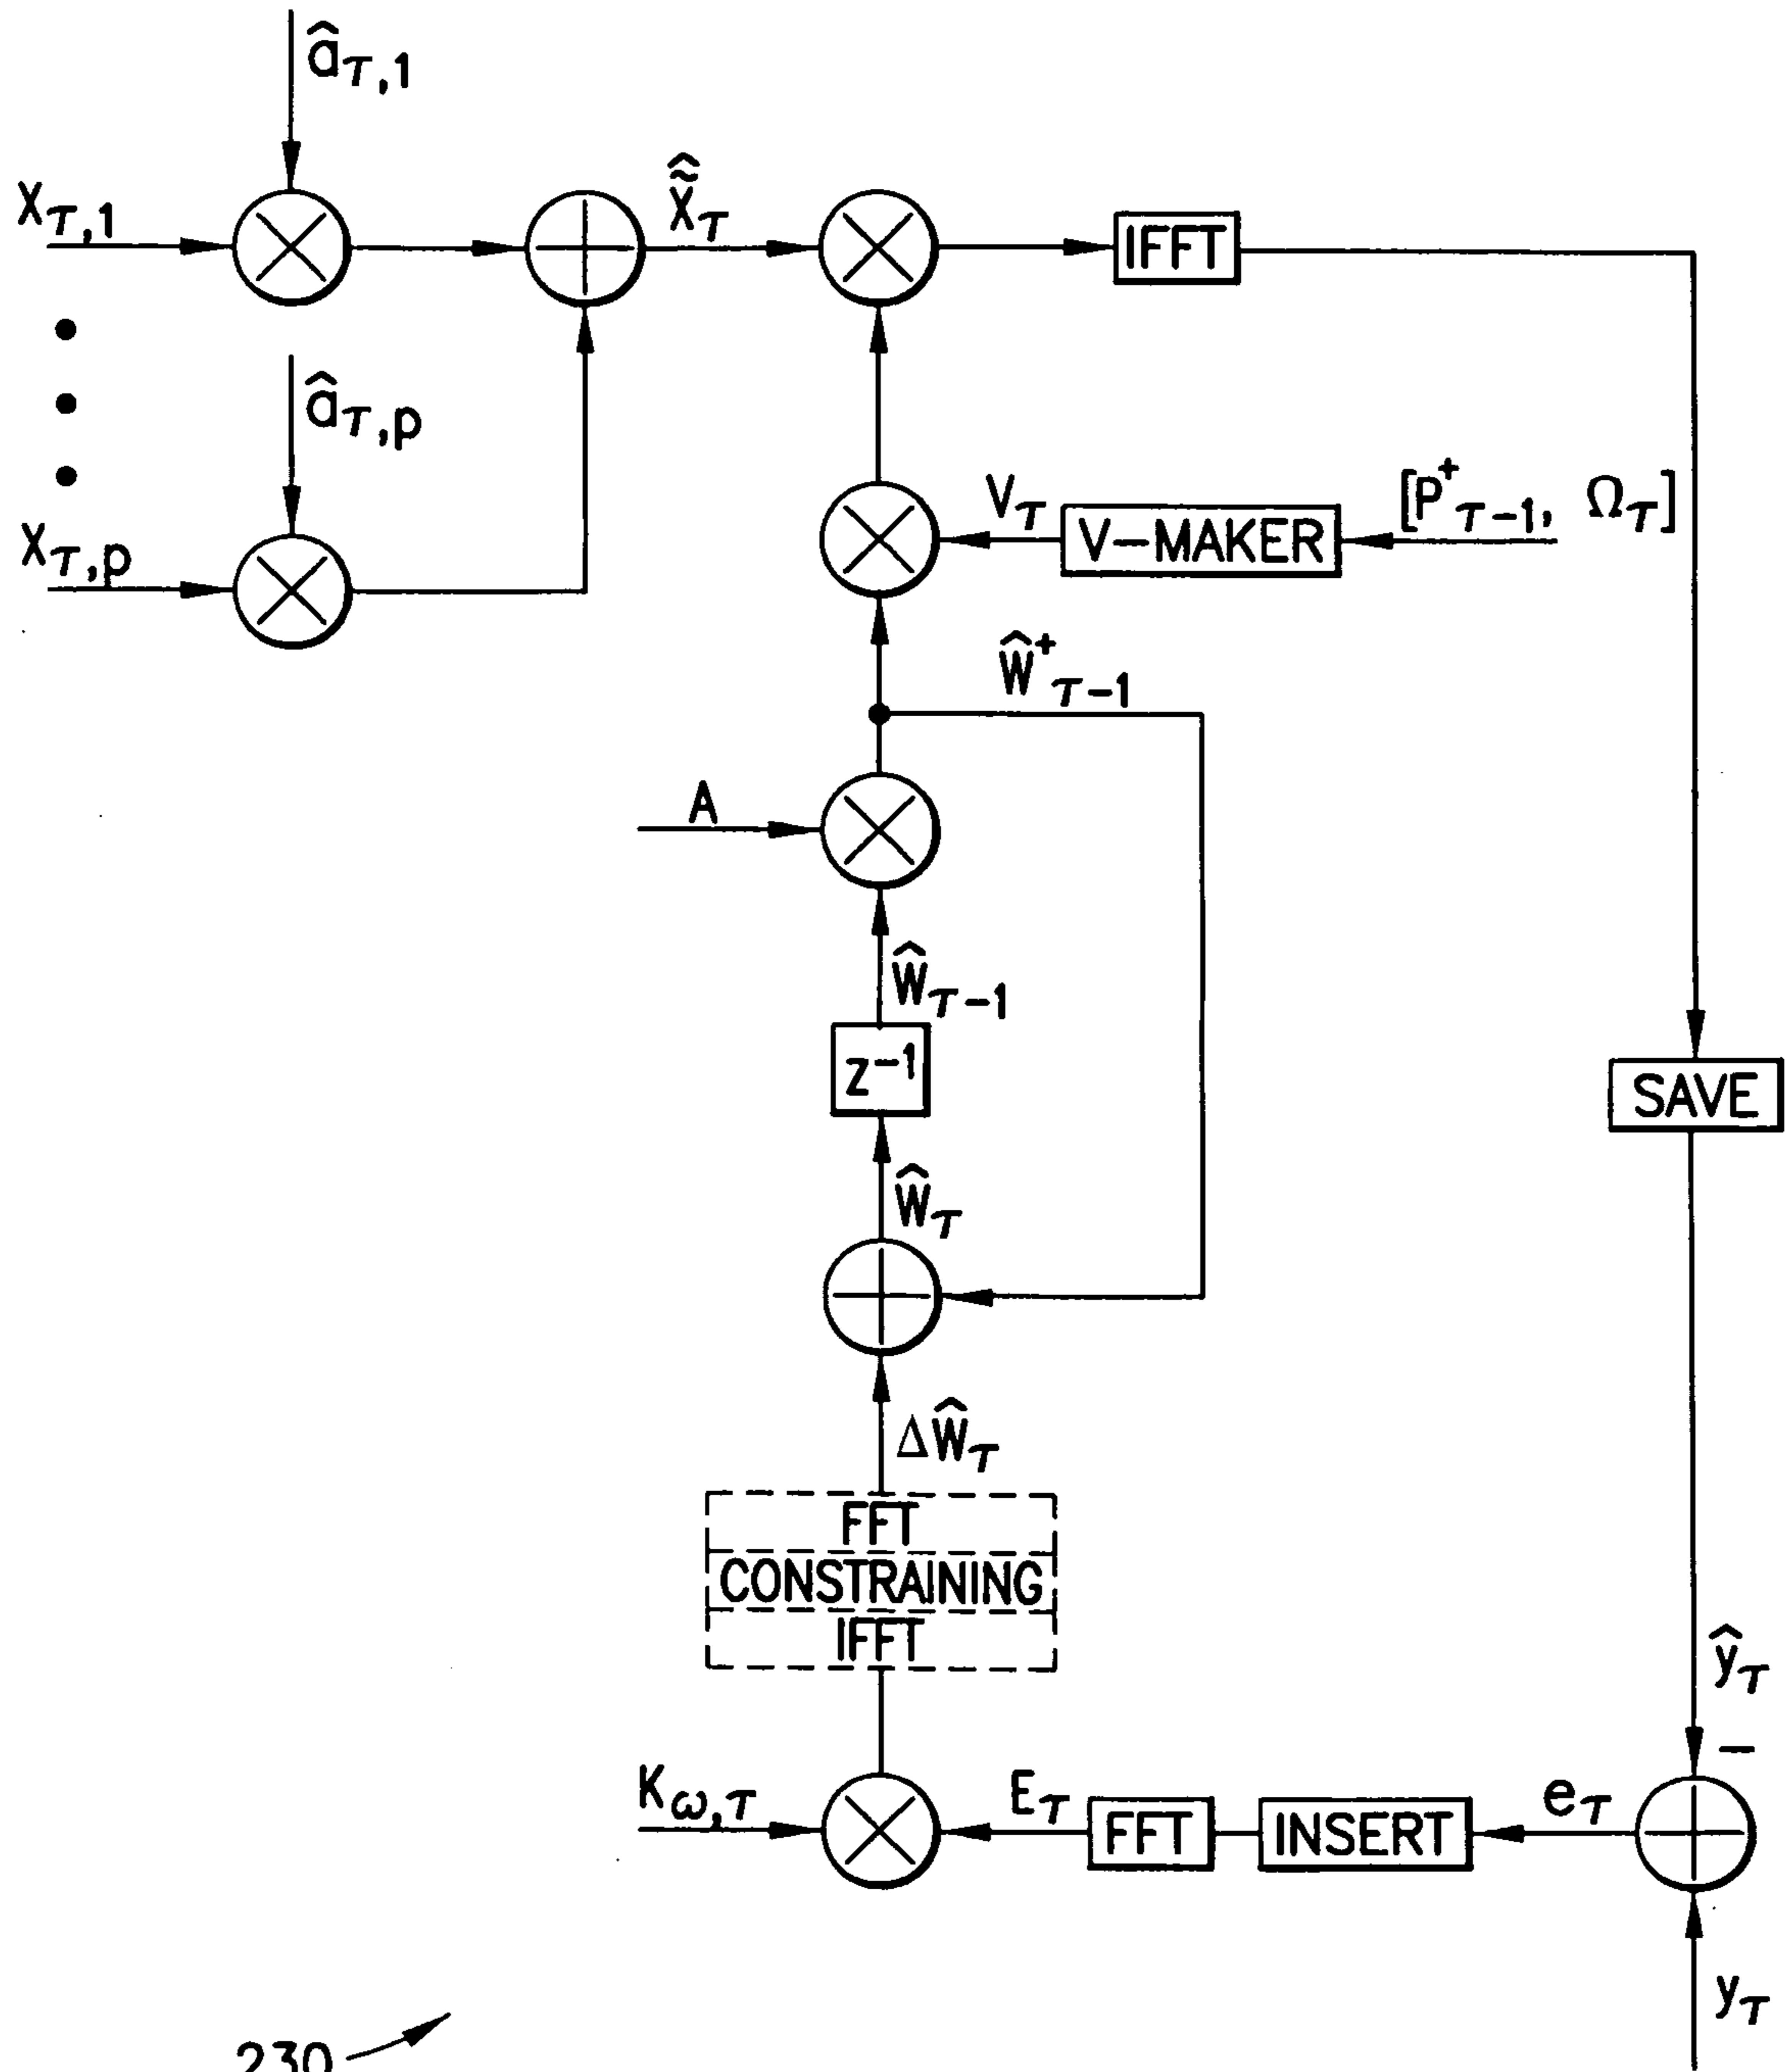 â_{τ,1}
X_{τ,1}
X̃̂_τ
IFFT
â_{τ,p}
X_{τ,p}
V_τ
V-MAKER
[P⁺_{τ-1}, Ω_τ]
Ŵ⁺_{τ-1}
A
Ŵ_{τ-1}
z⁻¹
SAVE
Ŵ_τ
ΔŴ_τ
FFT
CONSTRAINING
IFFT
ŷ_τ
−
K_{ω,τ}
E_τ
FFT
INSERT
e_τ
y_τ
230